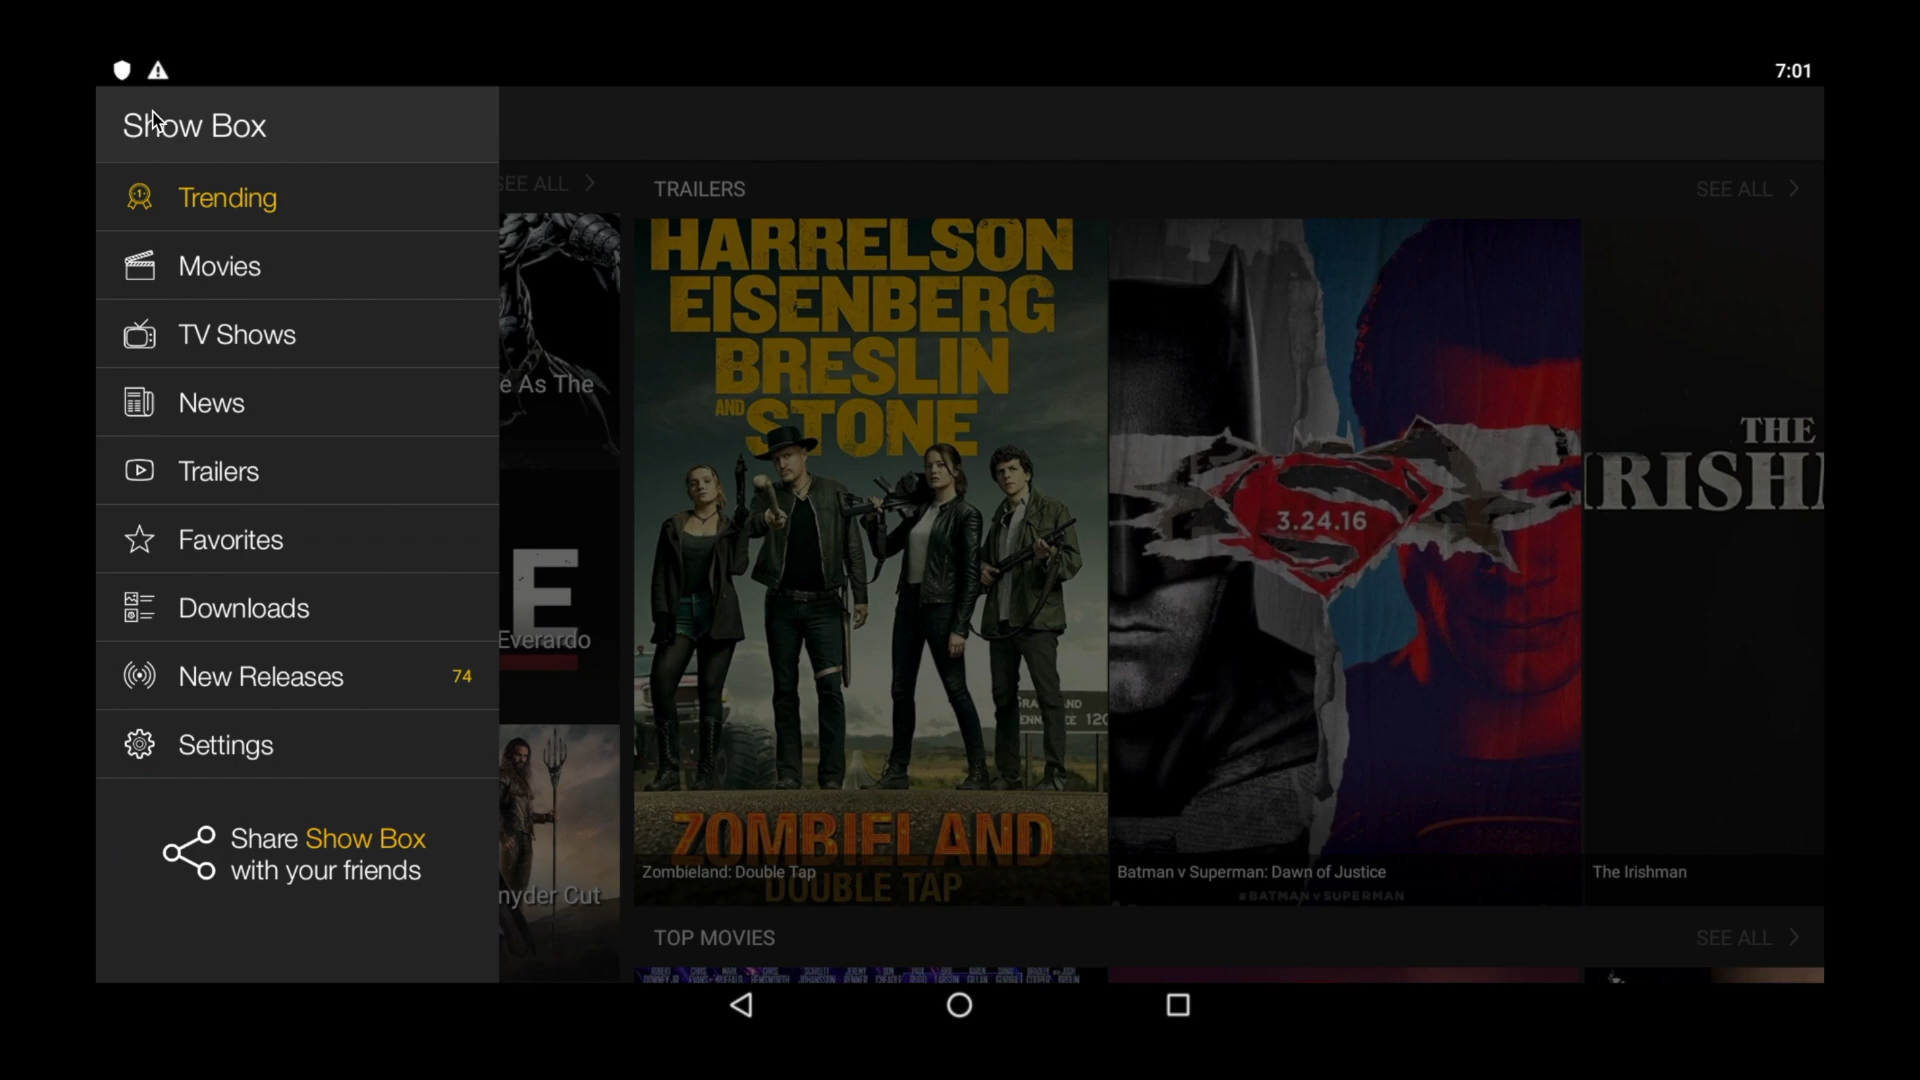 7:01
Show Box
Trending
Movies
TV Shows
News
Trailers
Favorites
Downloads
New Releases 74
Settings
Share Show Box
with your friends
SEE ALL
e As The
E
Everardo
nyder Cut
TRAILERS
SEE ALL
HARRELSON
EISENBERG
BRESLIN
AND STONE
ZOMBIELAND
DOUBLE TAP
Zombieland: Double Tap
3.24.16
Batman v Superman: Dawn of Justice
#BATMANvSUPERMAN
THE
IRISH
The Irishman
TOP MOVIES
SEE ALL